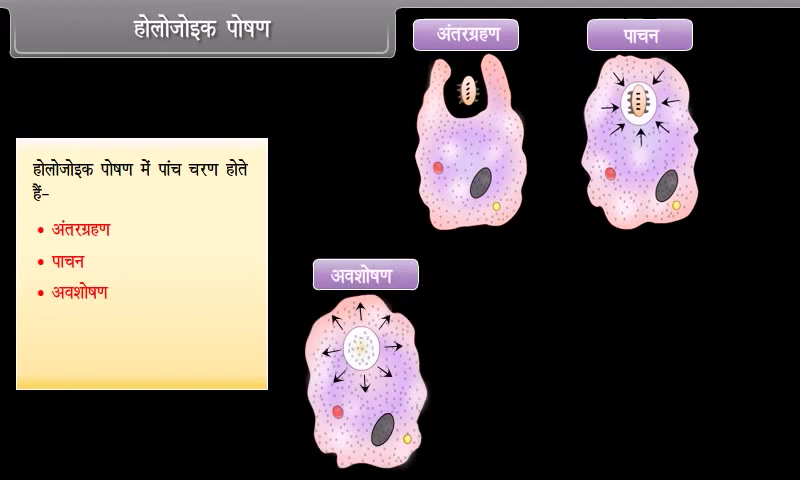 होलोजोइक पोषण
अंतरग्रहण
पाचन
होलोजोइक पोषण में पांच चरण होते
हैं-
• अंतरग्रहण
• पाचन
• अवशोषण
अवशोषण